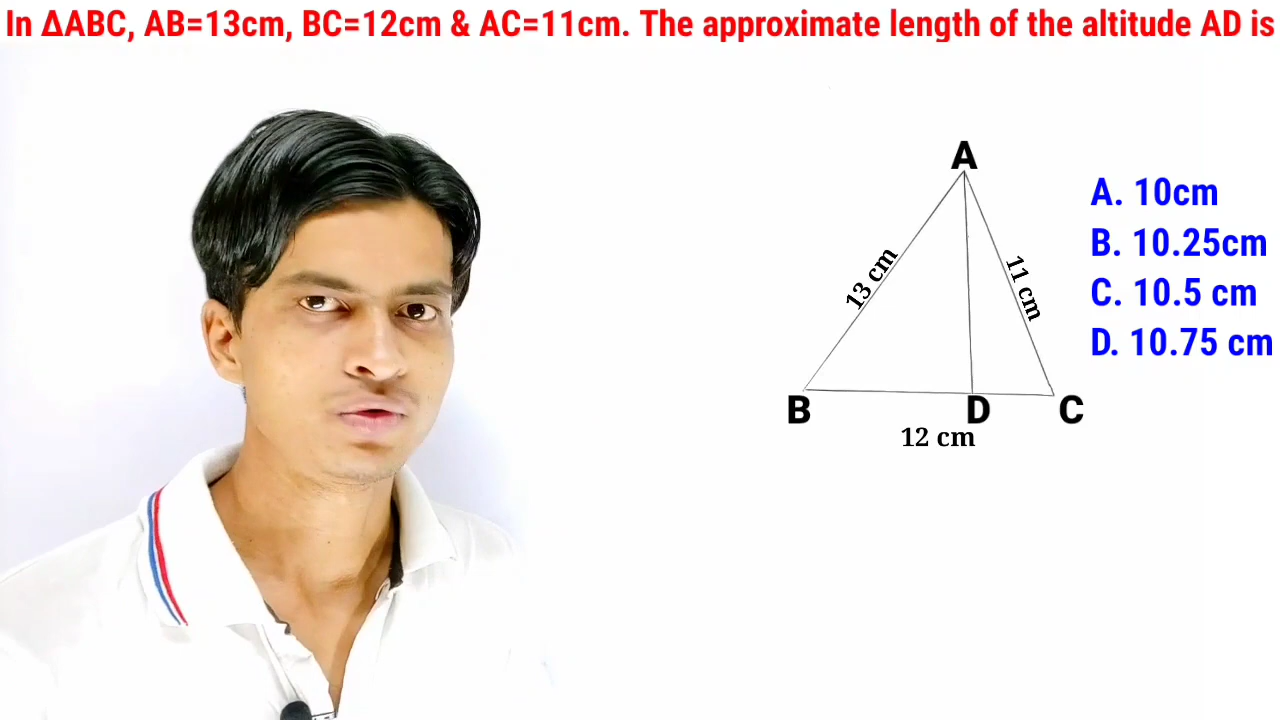 In ΔABC, AB=13cm, BC=12cm & AC=11cm. The approximate length of the altitude AD is
A
A. 10cm
B. 10.25cm
13 cm
11 cm
C. 10.5 cm
D. 10.75 cm
B
D
C
12 cm